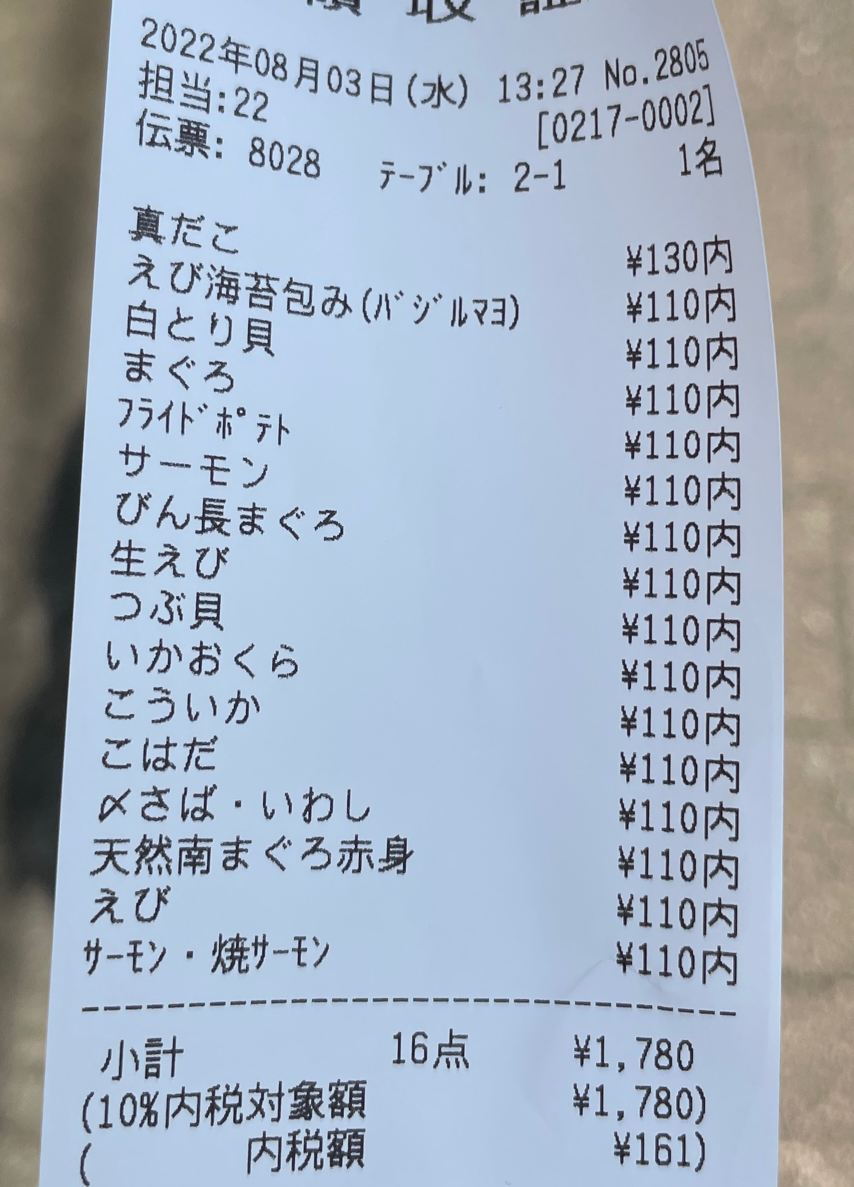 領収証
2022年08月03日(水) 13:27 No.2805
担当:22 [0217-0002]
伝票: 8028 ﾃｰﾌﾞﾙ: 2-1 1名
真だこ ¥130内
えび海苔包み(ﾊﾞｼﾞﾙﾏﾖ) ¥110内
白とり貝 ¥110内
まぐろ ¥110内
ﾌﾗｲﾄﾞﾎﾟﾃﾄ ¥110内
サーモン ¥110内
びん長まぐろ ¥110内
生えび ¥110内
つぶ貝 ¥110内
いかおくら ¥110内
こういか ¥110内
こはだ ¥110内
〆さば・いわし ¥110内
天然南まぐろ赤身 ¥110内
えび ¥110内
ｻｰﾓﾝ・焼ｻｰﾓﾝ ¥110内
小計 16点 ¥1,780
(10%内税対象額 ¥1,780)
( 内税額 ¥161)